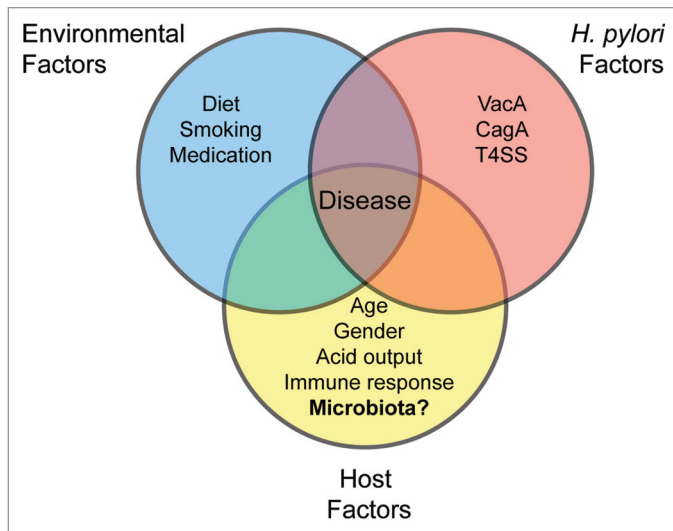 Environmental
Factors
H. pylori
Factors
Diet
Smoking
Medication
VacA
CagA
T4SS
Disease
Age
Gender
Acid output
Immune response
Microbiota?
Host
Factors